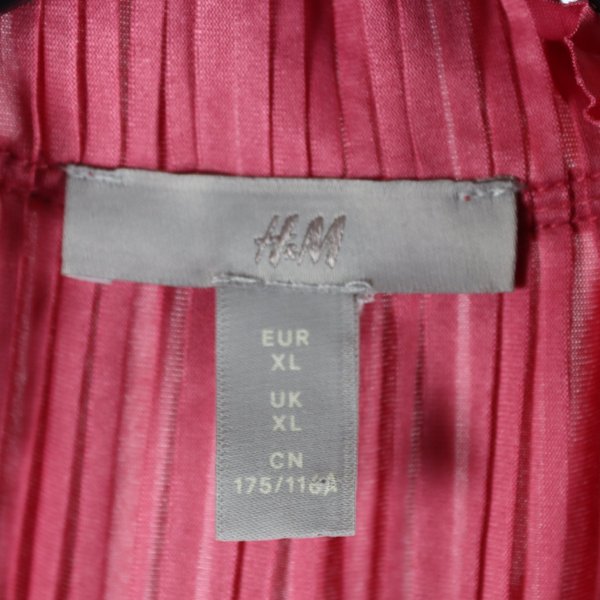 H&M
EUR
XL
UK
XL
CN
175/116A